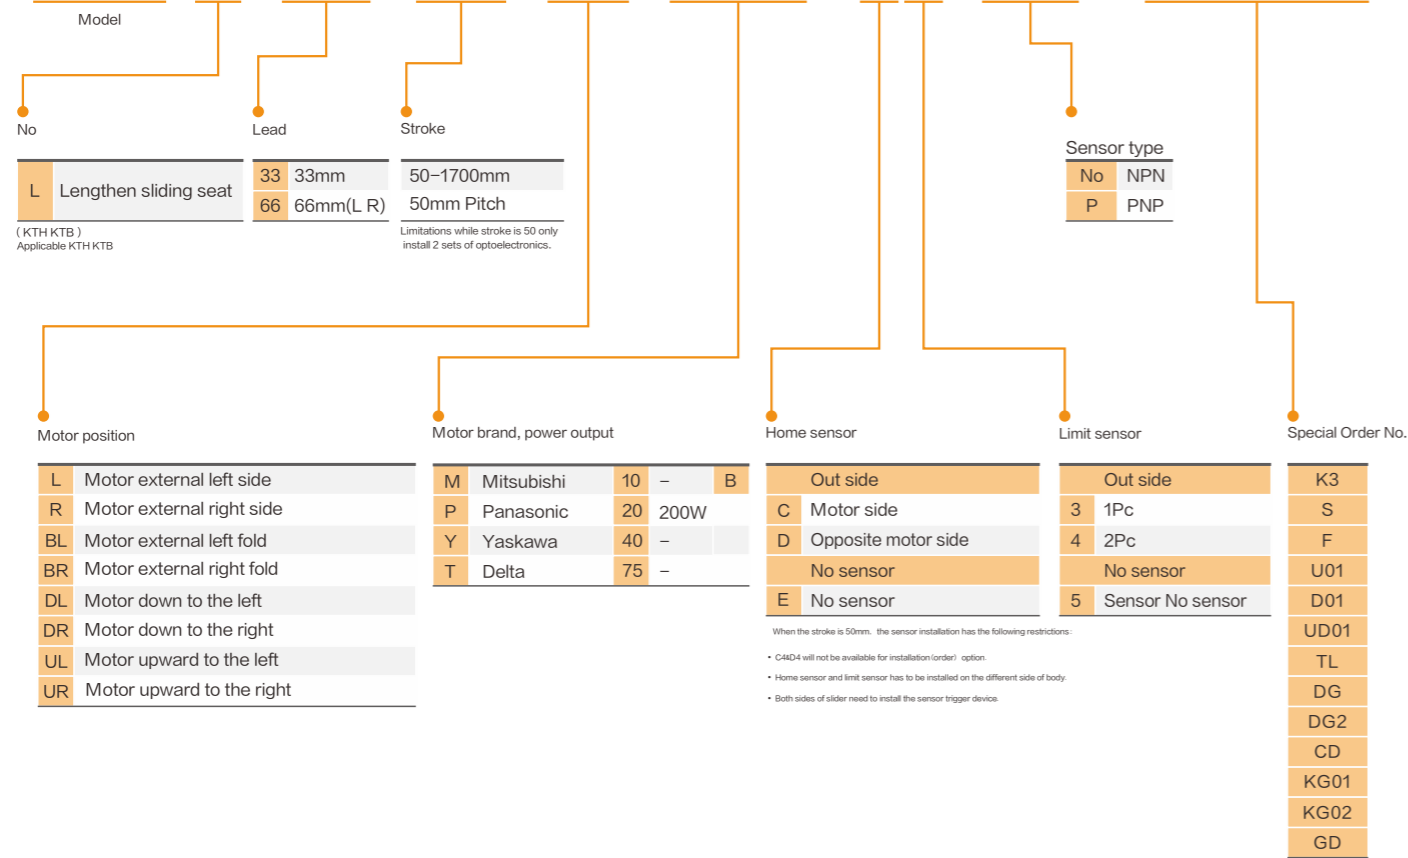 Model
No
Lead
Stroke
L Lengthen sliding seat
33 33mm
66 66mm(L R)
50-1700mm
50mm Pitch
( KTH KTB )
Applicable KTH KTB
Limitations while stroke is 50 only
install 2 sets of optoelectronics.
Sensor type
No NPN
P PNP
Motor position
L Motor external left side
R Motor external right side
BL Motor external left fold
BR Motor external right fold
DL Motor down to the left
DR Motor down to the right
UL Motor upward to the left
UR Motor upward to the right
Motor brand, power output
M Mitsubishi 10 - B
P Panasonic 20 200W
Y Yaskawa 40 -
T Delta 75 -
Home sensor
Out side
C Motor side
D Opposite motor side
No sensor
E No sensor
When the stroke is 50mm, the sensor installation has the following restrictions:
• C4&D4 will not be available for installation(order) option.
• Home sensor and limit sensor has to be installed on the different side of body.
• Both sides of slider need to install the sensor trigger device.
Limit sensor
Out side
3 1Pc
4 2Pc
No sensor
5 Sensor No sensor
Special Order No.
K3
S
F
U01
D01
UD01
TL
DG
DG2
CD
KG01
KG02
GD